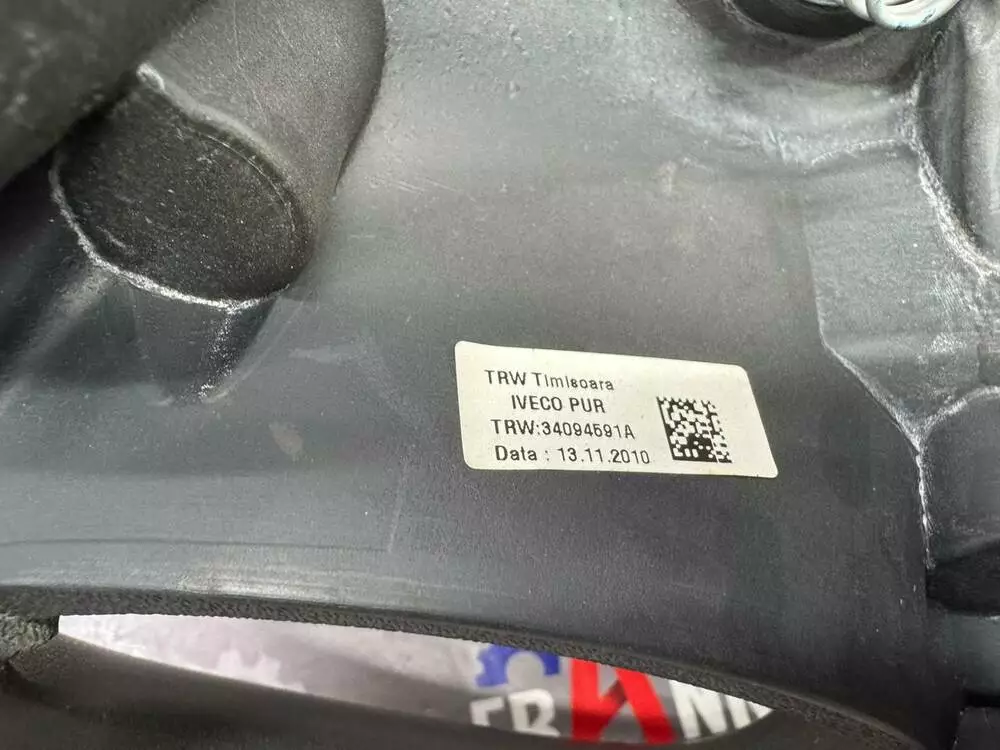 TRW Timisoara
IVECO PUR
TRW:34094591A
Data : 13.11.2010